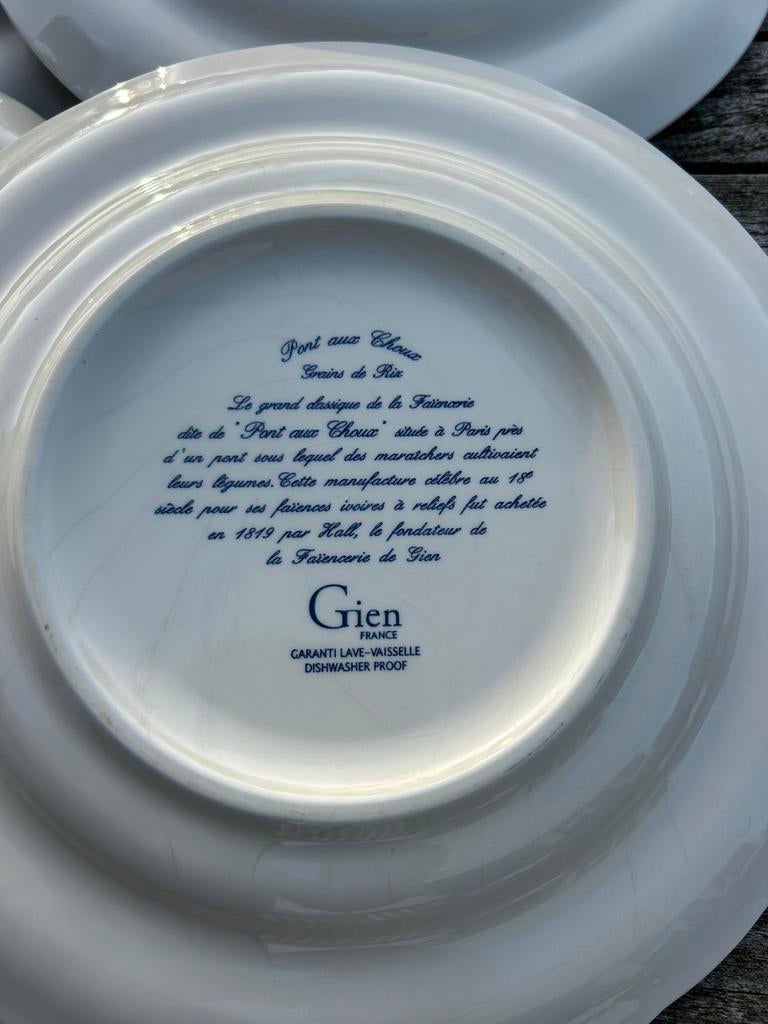 Pont aux Choux
Grains de Rix
Le grand classique de la Faïencerie
dite de "Pont aux Choux" située à Paris près
d'un pont sous lequel des maraîchers cultivaient
leurs légumes. Cette manufacture célèbre au 18e
siècle pour ses faïences ivoires à reliefs fut achetée
en 1819 par Hall, le fondateur de
la Faïencerie de Gien
Gien
FRANCE
GARANTI LAVE-VAISSELLE
DISHWASHER PROOF